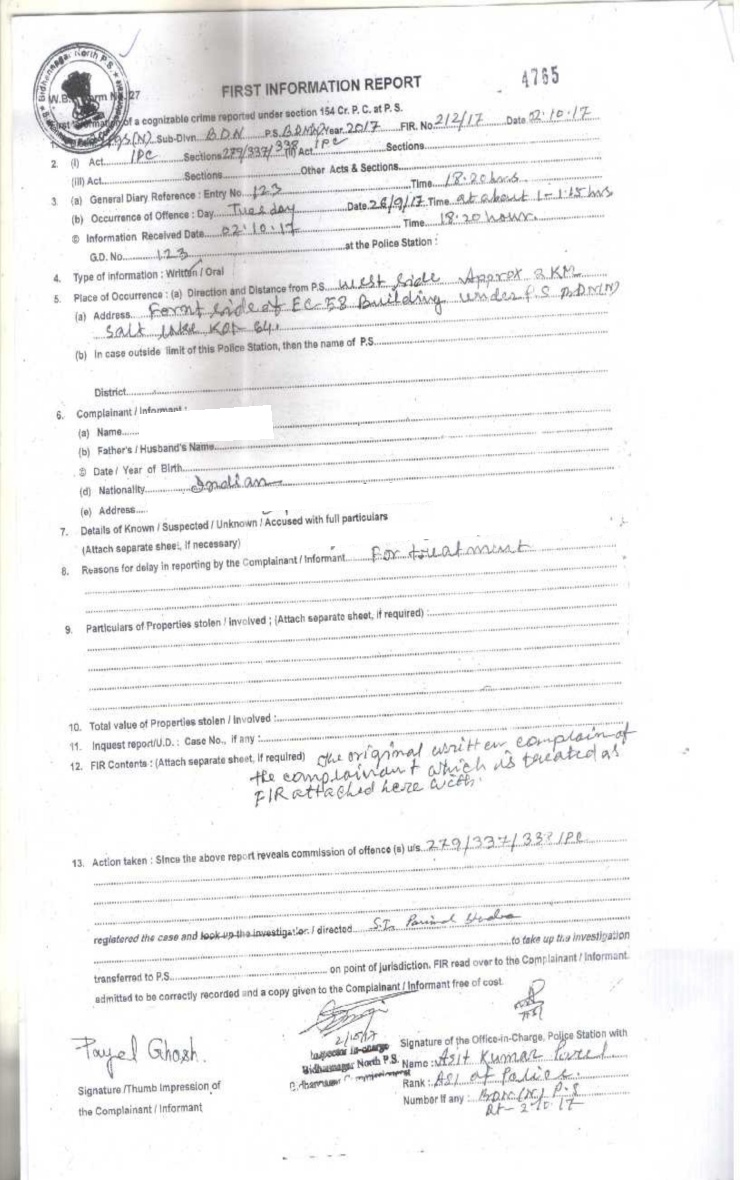 Bidhannagar North P.S.
FIRST INFORMATION REPORT
4765
W.B. Form No. 27
First Information of a cognizable crime reported under section 154 Cr. P. C. at P. S.
1. Sub-Divn. BDN P.S. BDN(N) Year 2017 FIR. No. 212/17 Date 02.10.17
2. (i) Act IPC Sections 279/337/338 (ii) Act IPC Sections
(iii) Act Sections Other Acts & Sections
3 (a) General Diary Reference : Entry No. 123 Time 18.20 hrs
(b) Occurrence of Offence : Day Tuesday Date 26/9/17 Time at about 1-1.15 hrs
© Information Received Date 02.10.17 Time 18.20 hour.
G.D. No. 123 at the Police Station :
4. Type of information : Written / Oral
5. Place of Occurrence : (a) Direction and Distance from P.S. West Side Approx 2 KM
(a) Address Fornt side of EC-58 Building under P.S BDN(N)
Salt Lake KOl-64.
(b) In case outside limit of this Police Station, then the name of P.S.
District
6. Complainant / Informant :
(a) Name
(b) Father's / Husband's Name
© Date / Year of Birth
(d) Nationality Indian
(e) Address
7. Details of Known / Suspected / Unknown / Accused with full particulars
(Attach separate sheet, if necessary)
8. Reasons for delay in reporting by the Complainant / Informant For treatment
9. Particulars of Properties stolen / involved ; (Attach separate sheet, if required) :
10. Total value of Properties stolen / Involved :
11. Inquest report/U.D. : Case No., if any :
12. FIR Contents : (Attach separate sheet, if required) The original written complain of
the complainant which is treated as
FIR attached here with.
13. Action taken : Since the above report reveals commission of offence (s) u/s 279/337/338 IPC
registered the case and took up the investigation / directed S.I.
to take up the investigation
transferred to P.S. on point of jurisdiction. FIR read over to the Complainant / Informant.
admitted to be correctly recorded and a copy given to the Complainant / Informant free of cost.
Payel Ghosh.
Signature /Thumb Impression of
the Complainant / Informant
2/10/17
Inspector in-charge
Bidhannagar North P.S.
Signature of the Office-in-Charge, Police Station with
Name : Asit Kumar
Rank : ASI of Police.
Number if any : BDN (N) P.S
Dt- 2.10.17